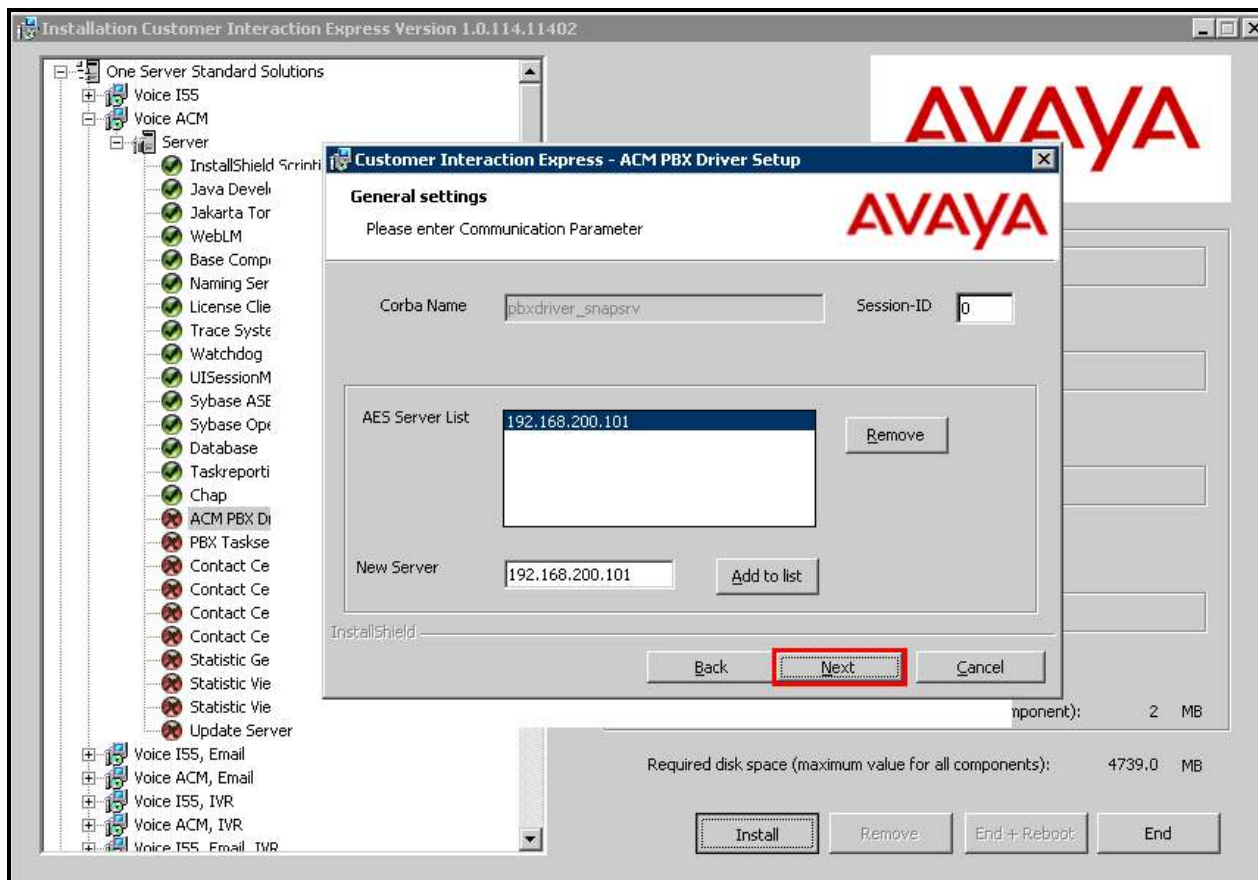 Installation Customer Interaction Express Version 1.0.114.11402
One Server Standard Solutions
Voice I55
Voice ACM
Server
InstallShield Scripti
Java Devel
Jakarta Tor
WebLM
Base Comp
Naming Ser
License Clie
Trace Syste
Watchdog
UISessionM
Sybase ASE
Sybase Ope
Database
Taskreporti
Chap
ACM PBX Di
PBX Taskse
Contact Ce
Contact Ce
Contact Ce
Contact Ce
Statistic Ge
Statistic Vie
Statistic Vie
Update Server
Voice I55, Email
Voice ACM, Email
Voice I55, IVR
Voice ACM, IVR
Voice I55, Email, IVR
AVAYA
Customer Interaction Express - ACM PBX Driver Setup
General settings
Please enter Communication Parameter
AVAYA
Corba Name
pbxdriver_snapsrv
Session-ID
0
AES Server List
192.168.200.101
Remove
New Server
192.168.200.101
Add to list
InstallShield
Back
Next
Cancel
mponent): 2 MB
Required disk space (maximum value for all components): 4739.0 MB
Install
Remove
End + Reboot
End